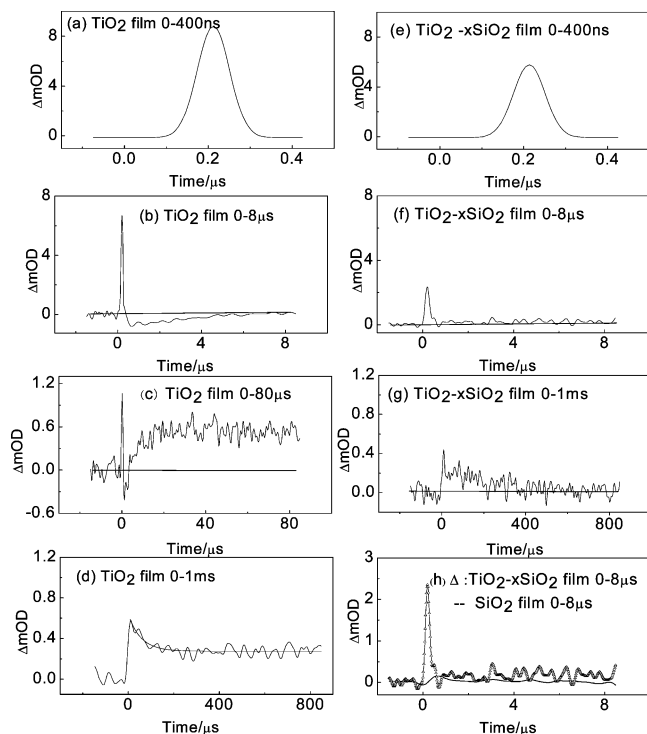 (a) TiO2 film 0-400ns
8
4
0
ΔmOD
0.0 0.2 0.4
Time/μs
(e) TiO2 -xSiO2 film 0-400ns
8
4
0
ΔmOD
0.0 0.2 0.4
Time/μs
(b) TiO2 film 0-8μs
8
4
0
ΔmOD
0 4 8
Time/μs
(f) TiO2-xSiO2 film 0-8μs
8
4
0
ΔmOD
0 4 8
Time/μs
(c) TiO2 film 0-80μs
1.2
0.6
0.0
-0.6
ΔmOD
0 40 80
Time/μs
(g) TiO2-xSiO2 film 0-1ms
1.2
0.8
0.4
0.0
ΔmOD
0 400 800
Time/μs
(d) TiO2 film 0-1ms
1.2
0.8
0.4
0.0
ΔmOD
0 400 800
Time/μs
(h) Δ :TiO2-xSiO2 film 0-8μs
-- SiO2 film 0-8μs
3
2
1
0
ΔmOD
0 4 8
Time/μs